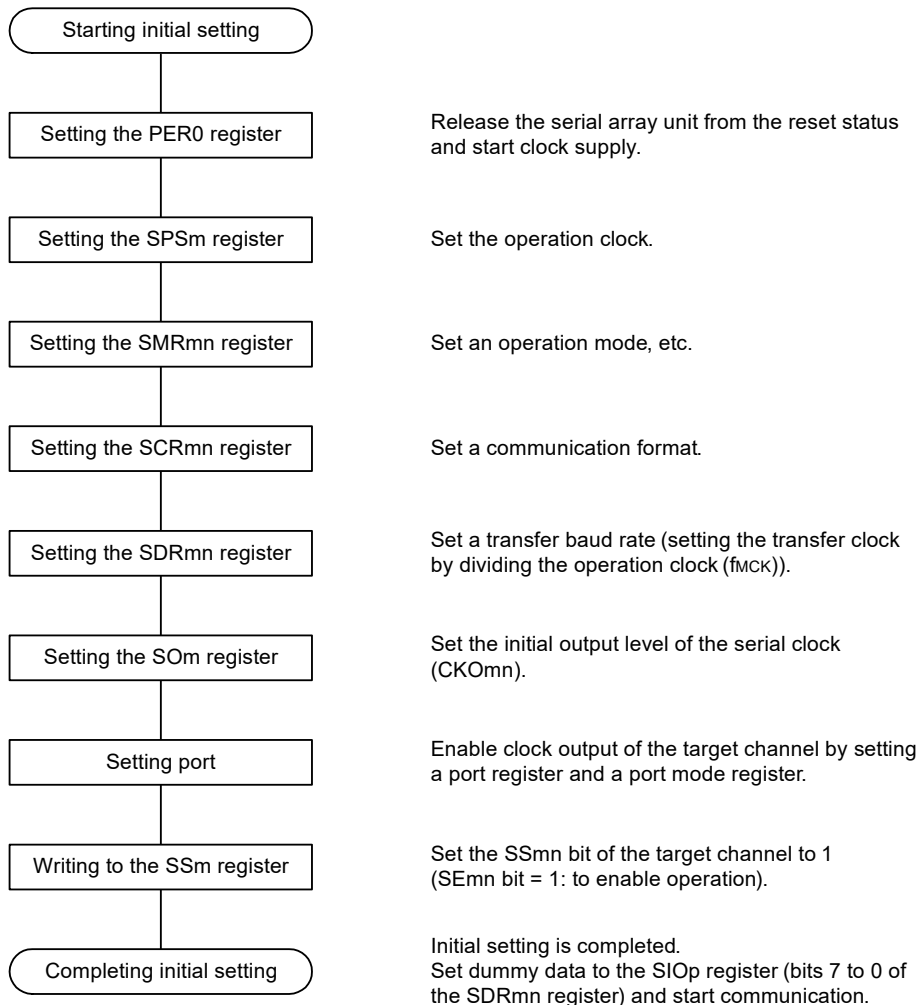 Starting initial setting
Setting the PER0 register
Release the serial array unit from the reset status
and start clock supply.
Setting the SPSm register
Set the operation clock.
Setting the SMRmn register
Set an operation mode, etc.
Setting the SCRmn register
Set a communication format.
Setting the SDRmn register
Set a transfer baud rate (setting the transfer clock
by dividing the operation clock (fMCK)).
Setting the SOm register
Set the initial output level of the serial clock
(CKOmn).
Setting port
Enable clock output of the target channel by setting
a port register and a port mode register.
Writing to the SSm register
Set the SSmn bit of the target channel to 1
(SEmn bit = 1: to enable operation).
Completing initial setting
Initial setting is completed.
Set dummy data to the SIOp register (bits 7 to 0 of
the SDRmn register) and start communication.